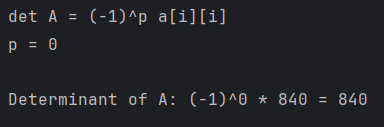 det A = (-1)^p a[i][i]
p = 0
Determinant of A: (-1)^0 * 840 = 840